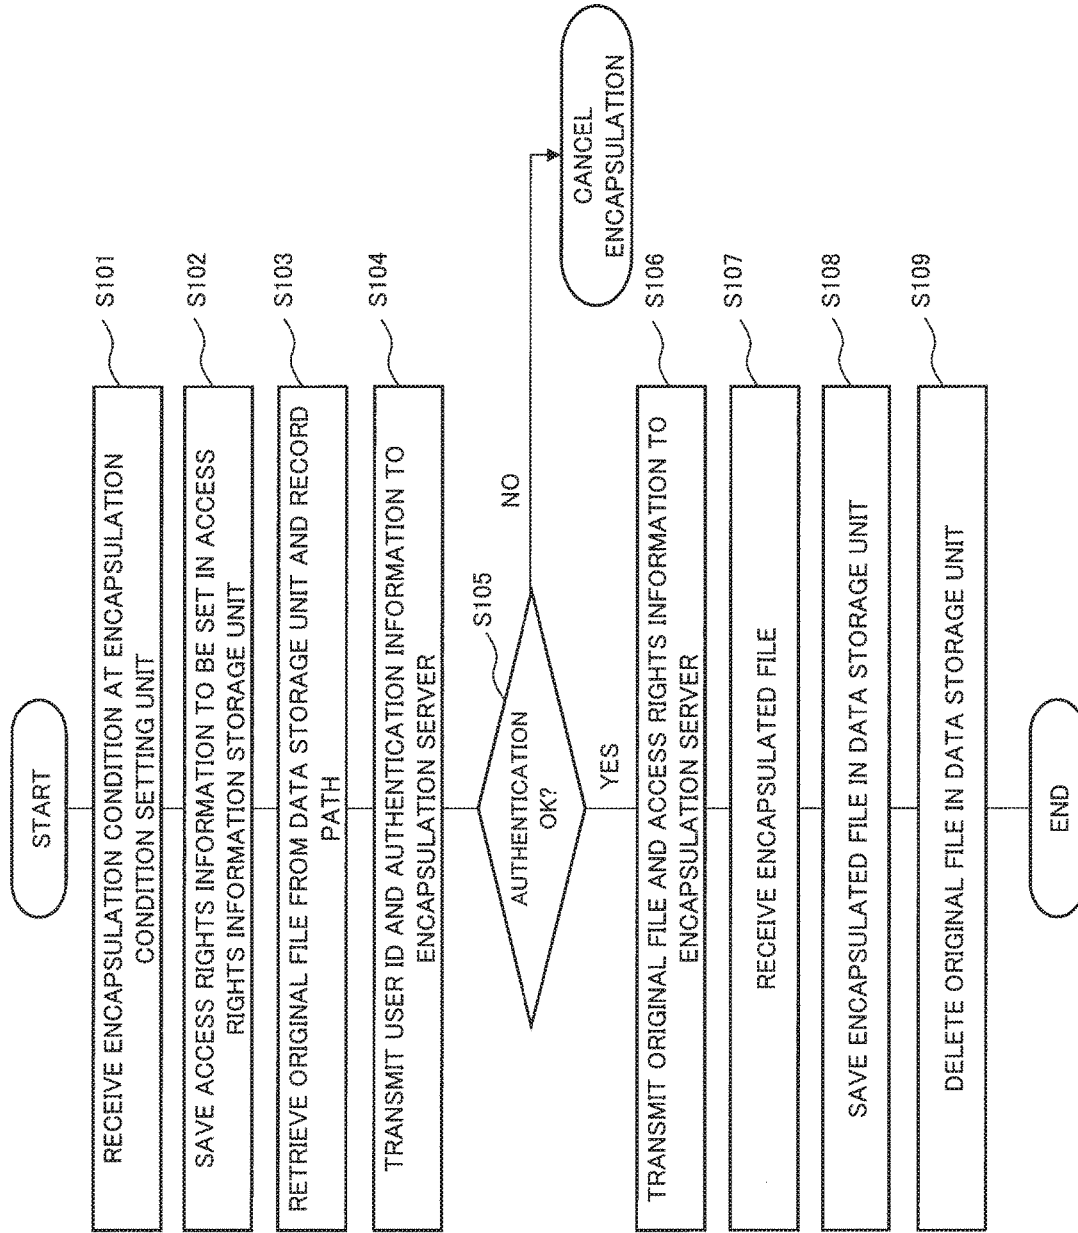 START
RECEIVE ENCAPSULATION CONDITION AT ENCAPSULATION
CONDITION SETTING UNIT
S101
SAVE ACCESS RIGHTS INFORMATION TO BE SET IN ACCESS
RIGHTS INFORMATION STORAGE UNIT
S102
RETRIEVE ORIGINAL FILE FROM DATA STORAGE UNIT AND RECORD
PATH
S103
TRANSMIT USER ID AND AUTHENTICATION INFORMATION TO
ENCAPSULATION SERVER
S104
AUTHENTICATION
OK?
S105
NO
CANCEL
ENCAPSULATION
YES
TRANSMIT ORIGINAL FILE AND ACCESS RIGHTS INFORMATION TO
ENCAPSULATION SERVER
S106
RECEIVE ENCAPSULATED FILE
S107
SAVE ENCAPSULATED FILE IN DATA STORAGE UNIT
S108
DELETE ORIGINAL FILE IN DATA STORAGE UNIT
S109
END